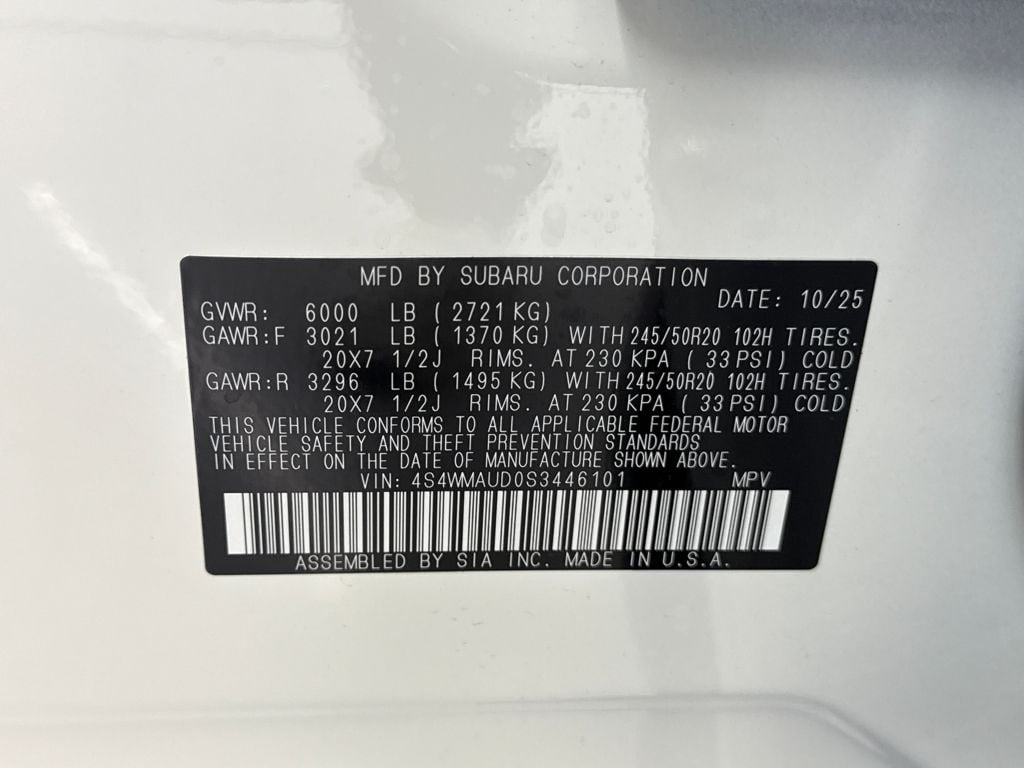 MFD BY SUBARU CORPORATION
DATE: 10/25
GVWR: 6000 LB (2721 KG)
GAWR:F 3021 LB (1370 KG) WITH 245/50R20 102H TIRES.
20X7 1/2J RIMS. AT 230 KPA (33 PSI) COLD
GAWR:R 3296 LB (1495 KG) WITH 245/50R20 102H TIRES.
20X7 1/2J RIMS. AT 230 KPA (33 PSI) COLD
THIS VEHICLE CONFORMS TO ALL APPLICABLE FEDERAL MOTOR
VEHICLE SAFETY AND THEFT PREVENTION STANDARDS
IN EFFECT ON THE DATE OF MANUFACTURE SHOWN ABOVE.
VIN: 4S4WMAUD0S3446101 MPV
ASSEMBLED BY SIA INC. MADE IN U.S.A.